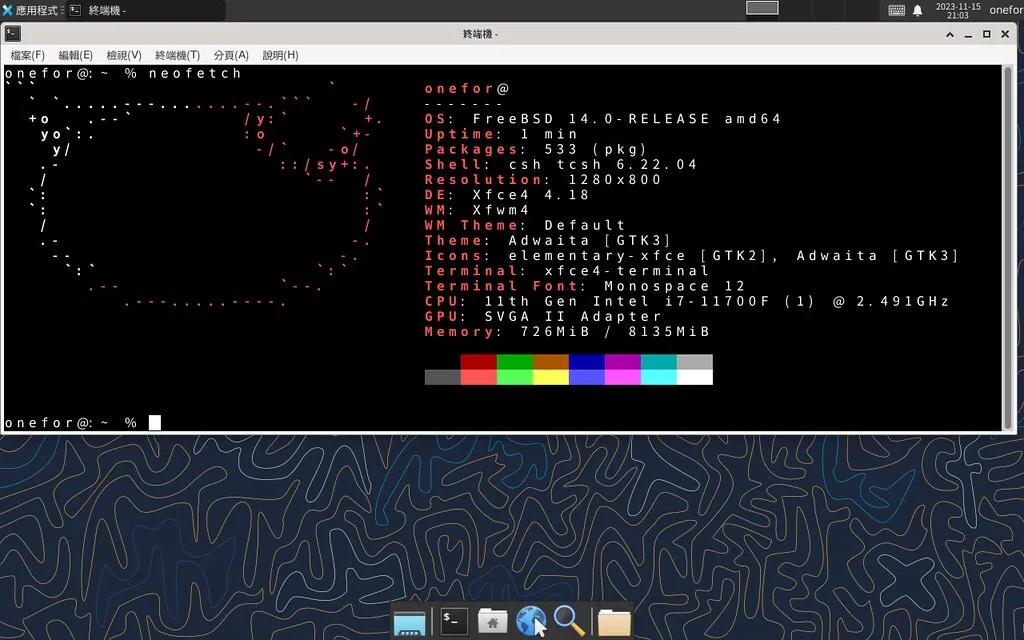 應用程式 終端機 - 2023-11-15 onefor
21:03
終端機 -
檔案(F) 編輯(E) 檢視(V) 終端機(T) 分頁(A) 說明(H)
onefor@:~ % neofetch
onefor@
-------
OS: FreeBSD 14.0-RELEASE amd64
Uptime: 1 min
Packages: 533 (pkg)
Shell: csh tcsh 6.22.04
Resolution: 1280x800
DE: Xfce4 4.18
WM: Xfwm4
WM Theme: Default
Theme: Adwaita [GTK3]
Icons: elementary-xfce [GTK2], Adwaita [GTK3]
Terminal: xfce4-terminal
Terminal Font: Monospace 12
CPU: 11th Gen Intel i7-11700F (1) @ 2.491GHz
GPU: SVGA II Adapter
Memory: 726MiB / 8135MiB
onefor@:~ %